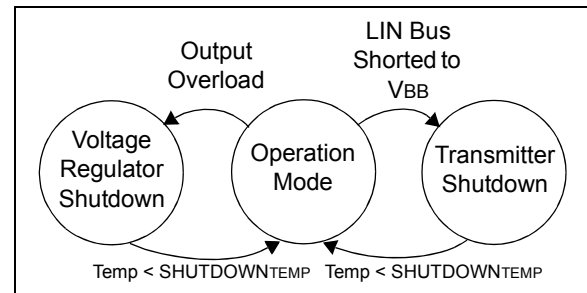 Output
Overload
LIN Bus
Shorted to
VBB
Voltage
Regulator
Shutdown
Operation
Mode
Transmitter
Shutdown
Temp < SHUTDOWNTEMP
Temp < SHUTDOWNTEMP